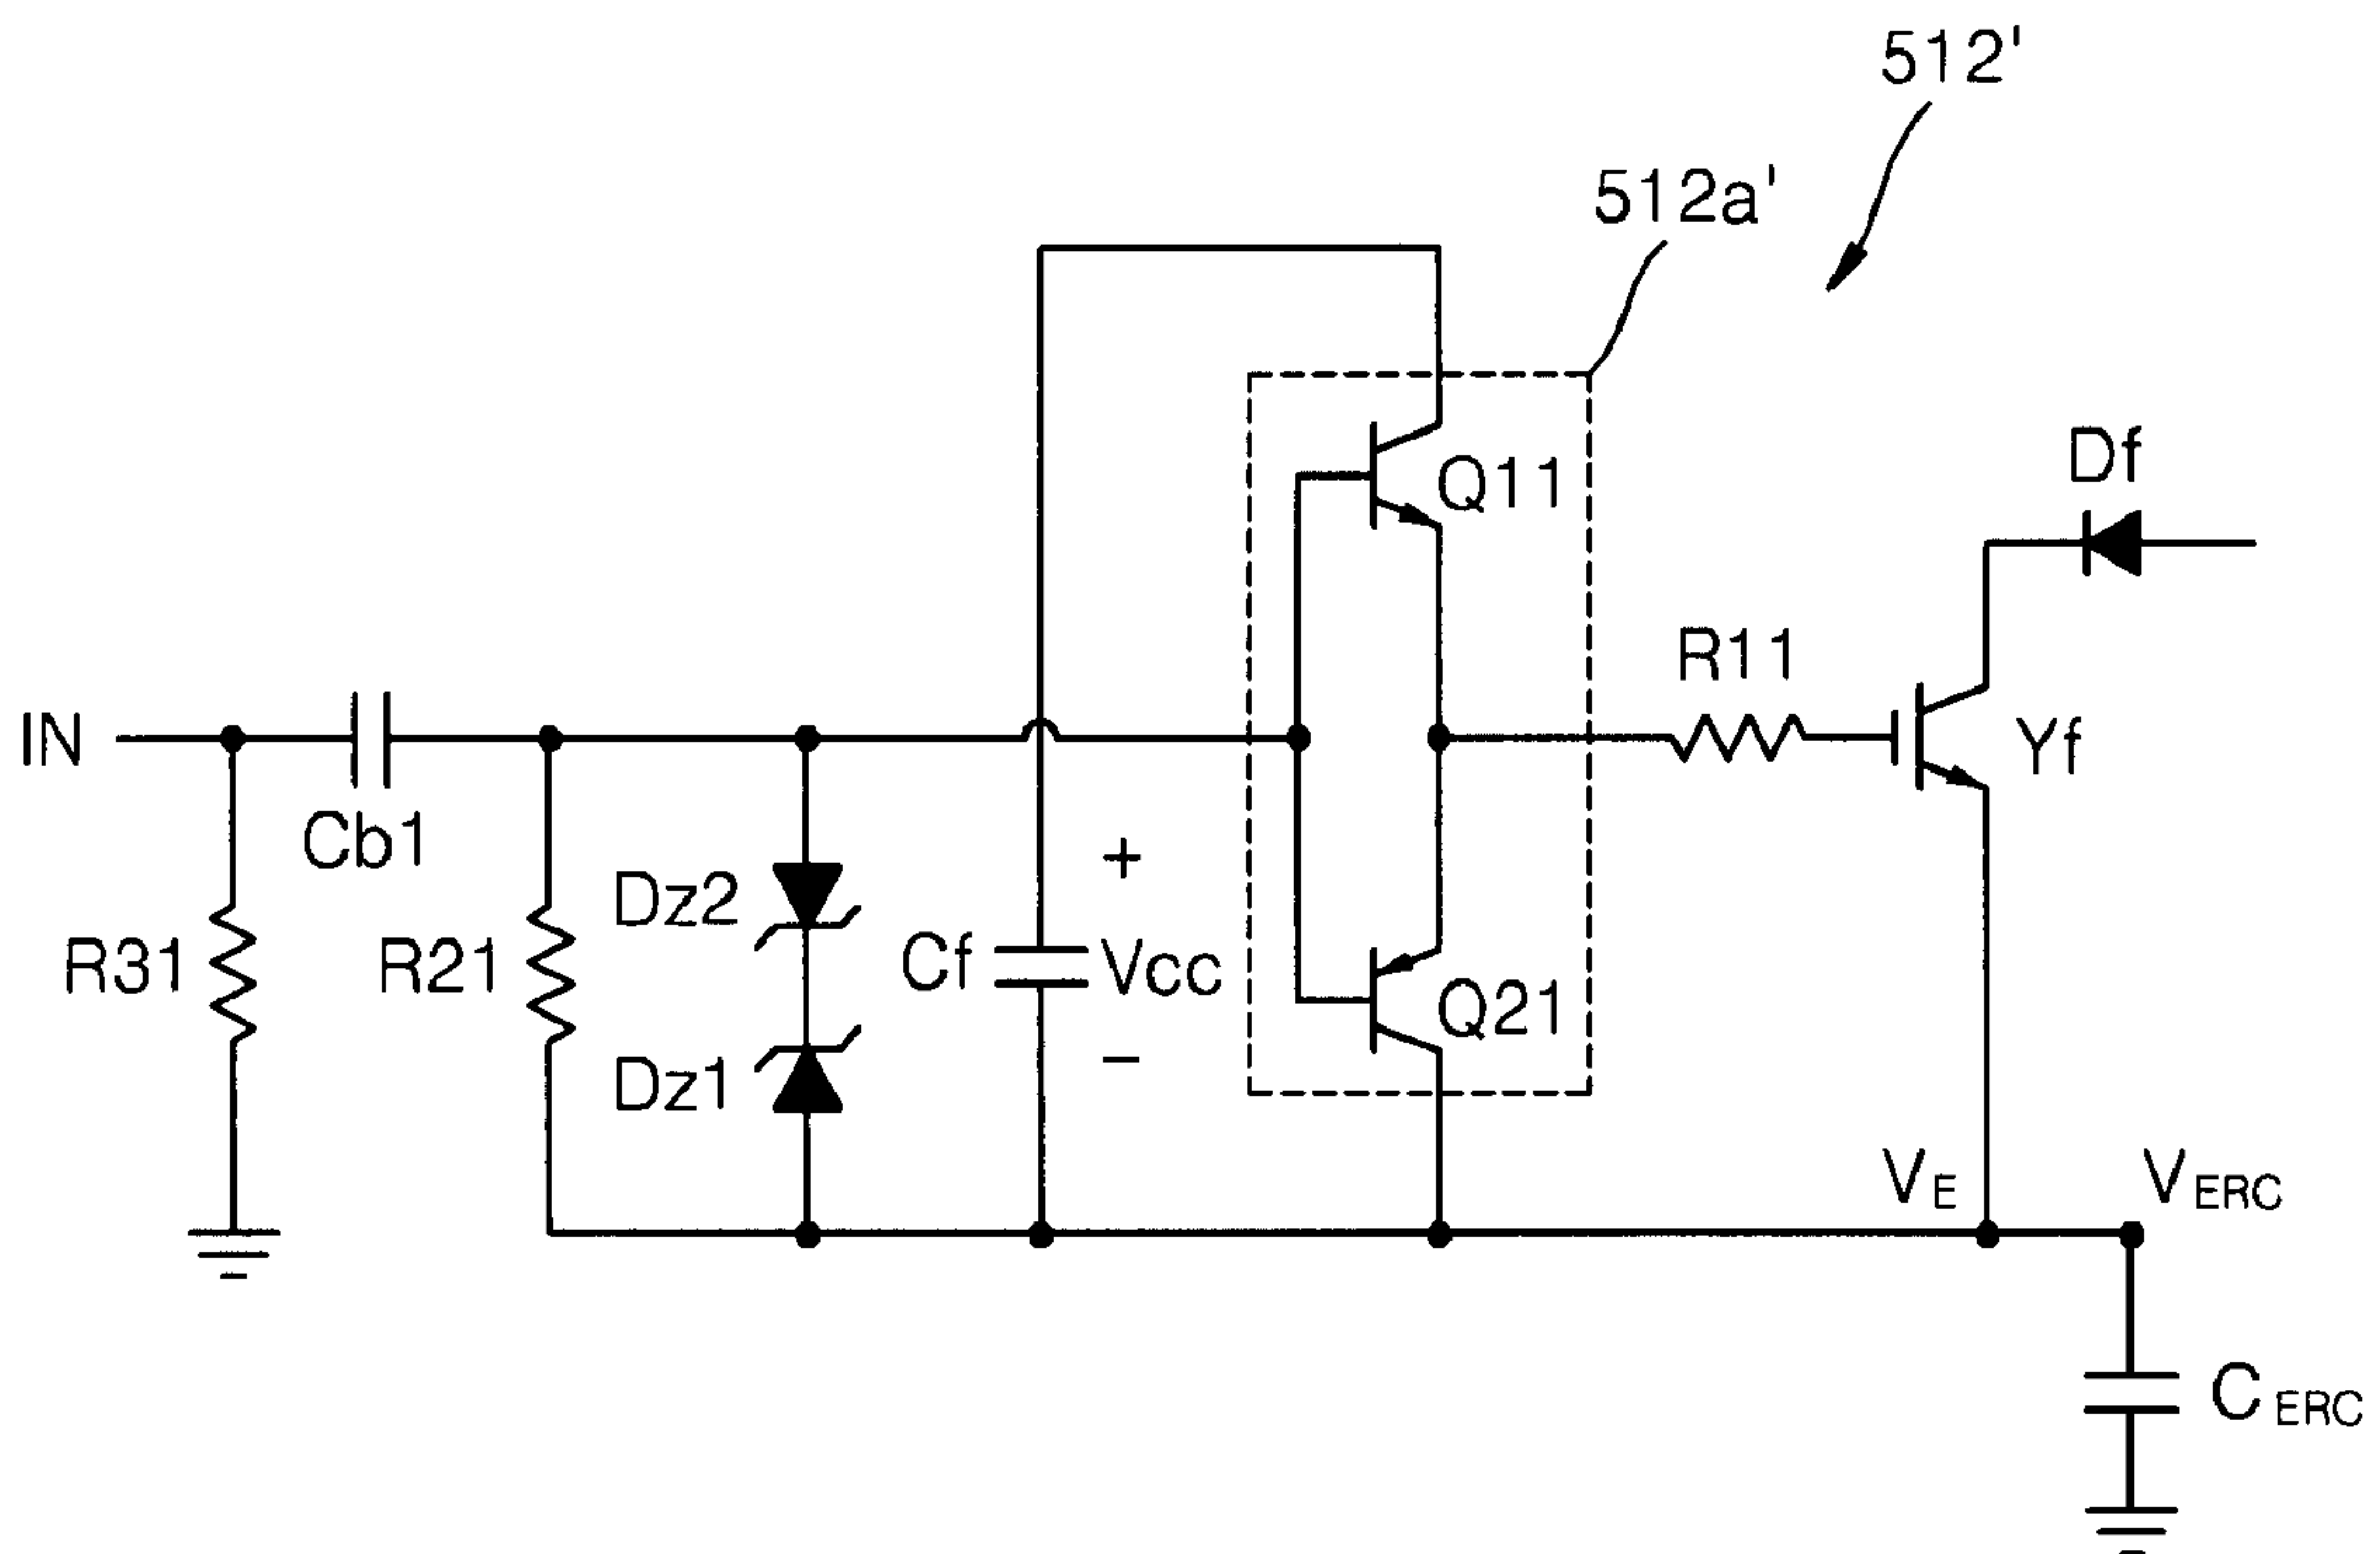 512'
512a'
Df
Q11
R11
IN
Yf
Cb1
+
Dz2
R31
R21
Cf
Vcc
Q21
−
Dz1
VE
VERC
CERC